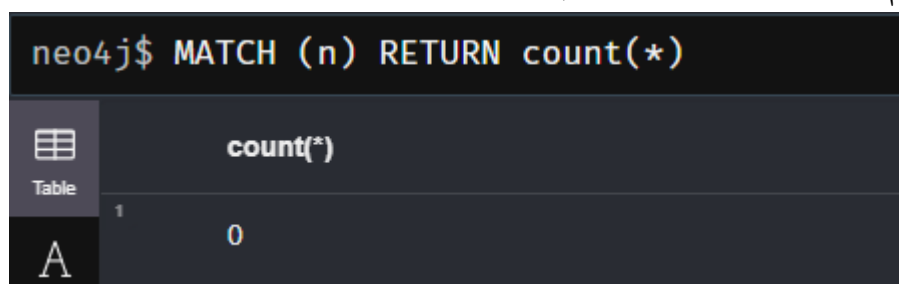 neo4j$ MATCH (n) RETURN count(*)
count(*)
Table
1
0
A